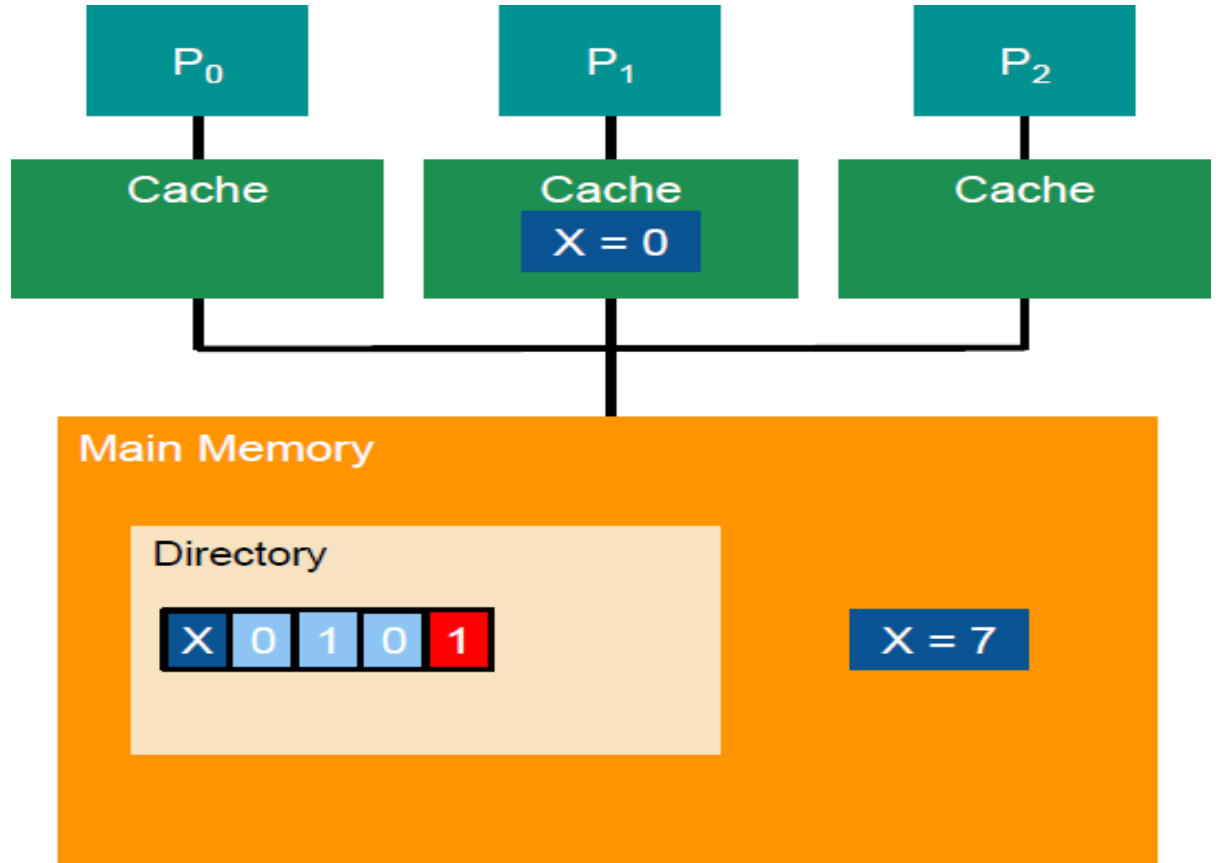 P₀ P₁ P₂
Cache Cache Cache
X = 0
Main Memory
Directory
X 0 1 0 1 X = 7